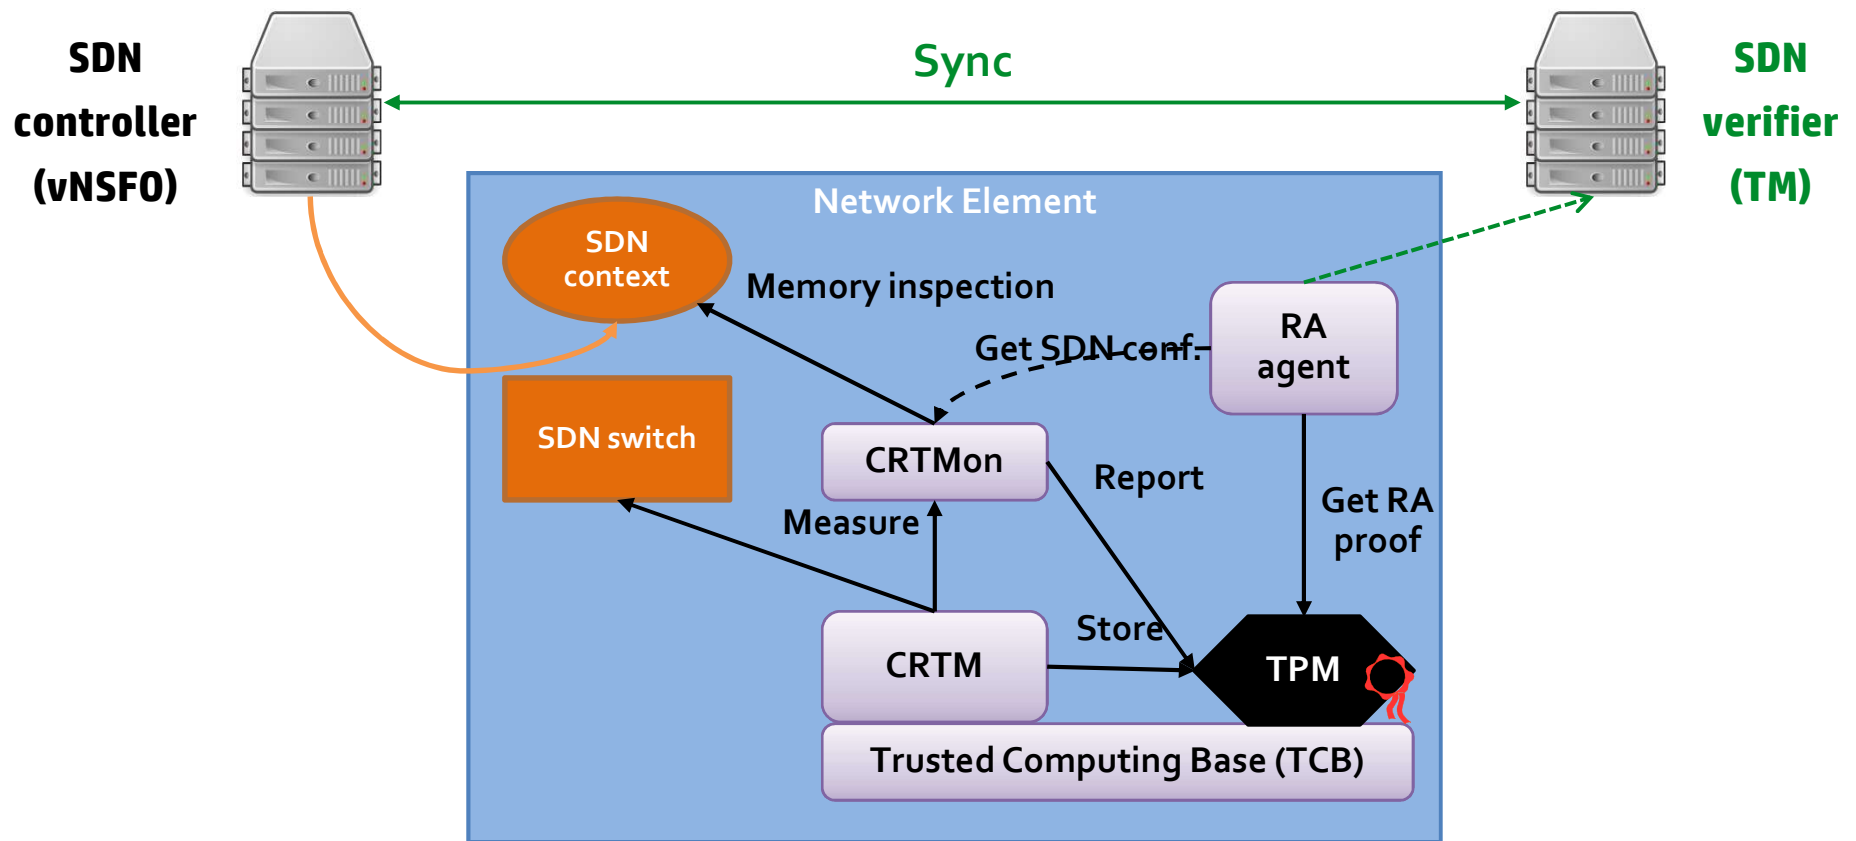 SDN
controller
(vNSFO)
Sync
SDN
verifier
(TM)
Network Element
SDN
context
Memory inspection
Get SDN conf.
RA
agent
SDN switch
CRTMon
Report
Measure
Get RA
proof
Store
CRTM
TPM
Trusted Computing Base (TCB)